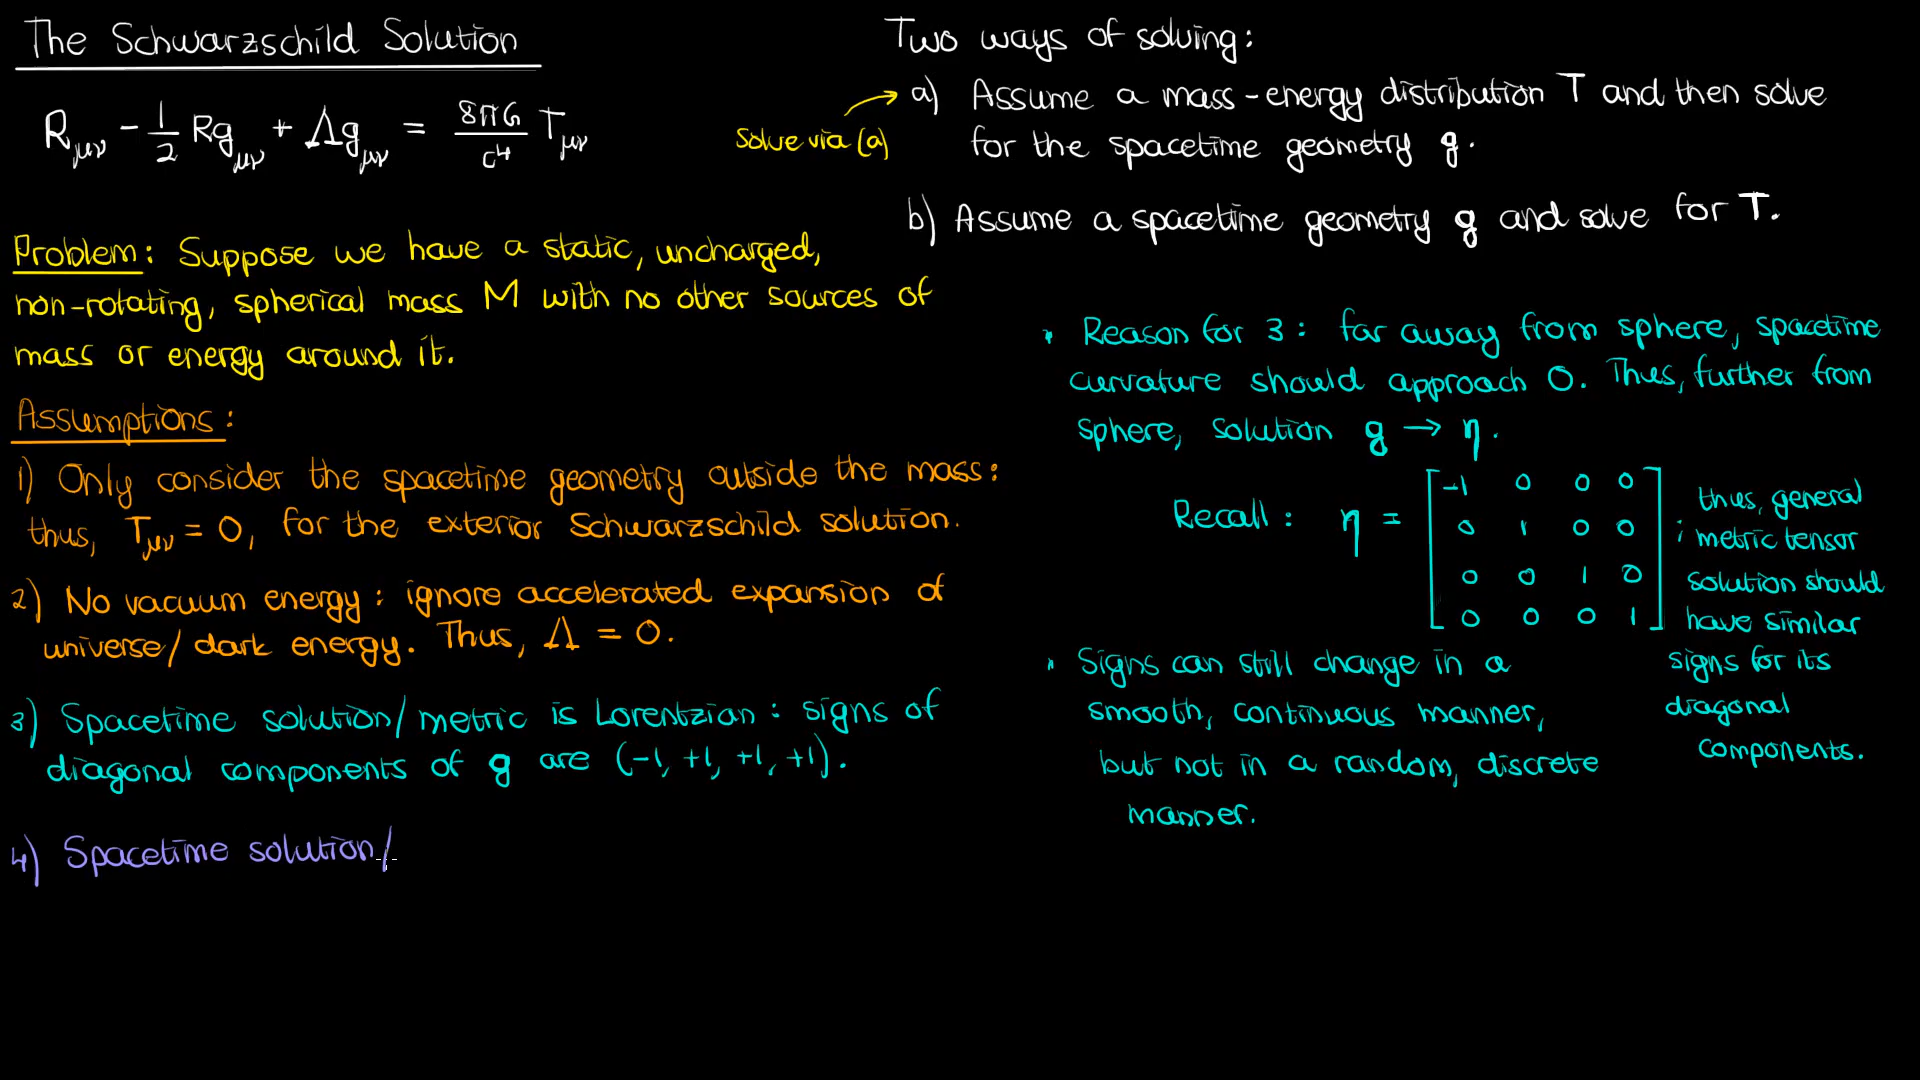 The Schwarzschild Solution
R_μν - 1/2 Rg_μν + Λg_μν = 8πG/c⁴ T_μν
Problem: Suppose we have a static, uncharged,
non-rotating, spherical mass M with no other sources of
mass or energy around it.
Assumptions:
1) Only consider the spacetime geometry outside the mass:
thus, T_μν = 0, for the exterior Schwarzschild solution.
2) No vacuum energy: ignore accelerated expansion of
universe/dark energy. Thus, Λ = 0.
3) Spacetime solution/metric is Lorentzian: signs of
diagonal components of g are (-1, +1, +1, +1).
4) Spacetime solution/
Two ways of solving:
Solve via (a)
a) Assume a mass-energy distribution T and then solve
for the spacetime geometry g.
b) Assume a spacetime geometry g and solve for T.
• Reason for 3: far away from sphere, spacetime
curvature should approach 0. Thus, further from
sphere, solution g → η.
Recall: η =
-1 0 0 0
0 1 0 0
0 0 1 0
0 0 0 1
; thus, general
metric tensor
solution should
have similar
signs for its
diagonal
components.
• Signs can still change in a
smooth, continuous manner,
but not in a random, discrete
manner.